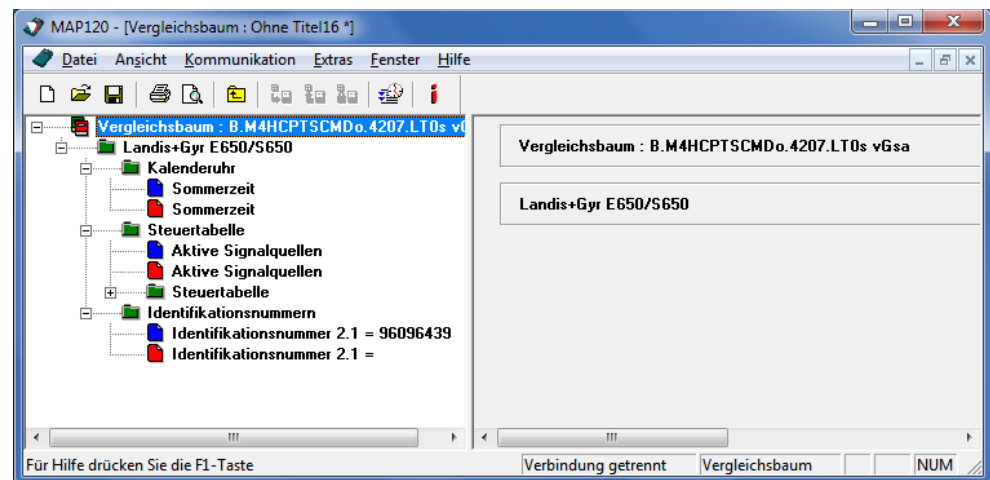 MAP120 - [Vergleichsbaum : Ohne Titel16 *]
Datei Ansicht Kommunikation Extras Fenster Hilfe
Vergleichsbaum : B.M4HCPTSCMDo.4207.LT0s vG
Landis+Gyr E650/S650
Kalenderuhr
Sommerzeit
Sommerzeit
Steuertabelle
Aktive Signalquellen
Aktive Signalquellen
Steuertabelle
Identifikationsnummern
Identifikationsnummer 2.1 = 96096439
Identifikationsnummer 2.1 =
Vergleichsbaum : B.M4HCPTSCMDo.4207.LT0s vGsa
Landis+Gyr E650/S650
Für Hilfe drücken Sie die F1-Taste
Verbindung getrennt
Vergleichsbaum
NUM